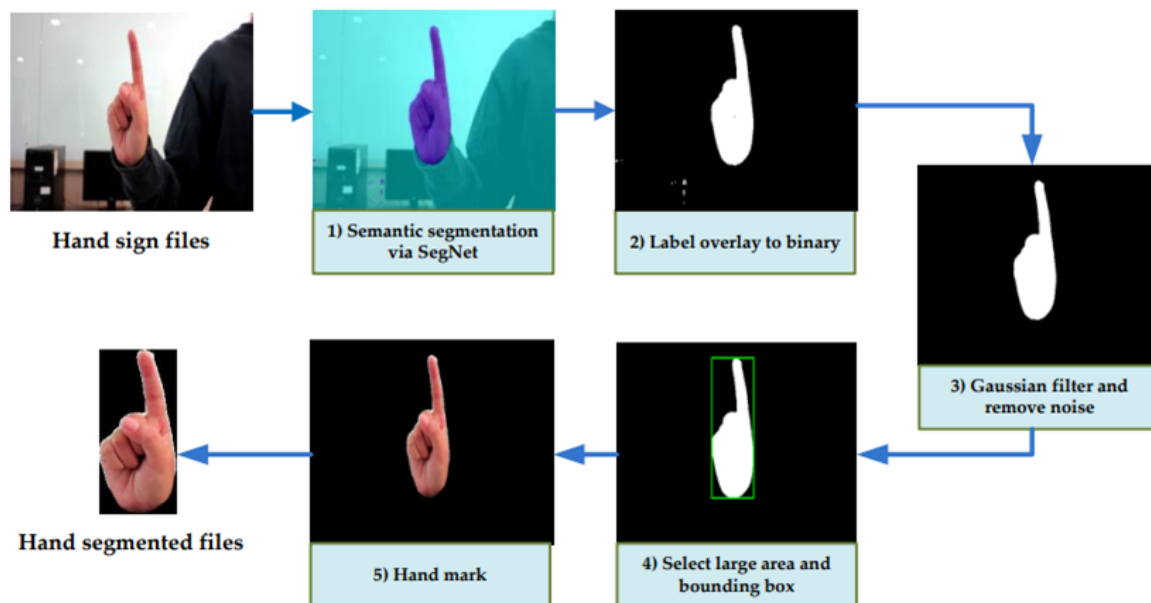 Hand sign files
1) Semantic segmentation
via SegNet
2) Label overlay to binary
3) Gaussian filter and
remove noise
4) Select large area and
bounding box
5) Hand mark
Hand segmented files